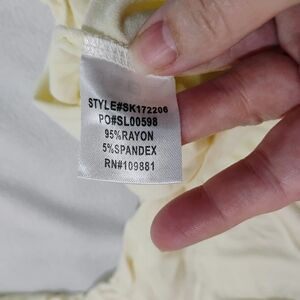 STYLE#SK172206
PO#SL00598
95%RAYON
5%SPANDEX
RN#109881